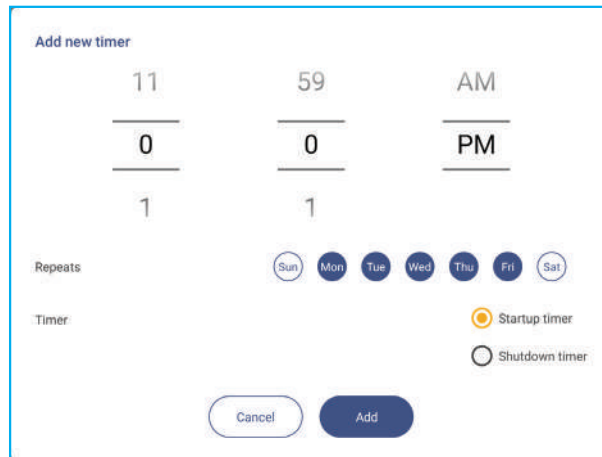 Add new timer
11 59 AM
0 0 PM
1 1
Repeats Sun Mon Tue Wed Thu Fri Sat
Timer Startup timer
Shutdown timer
Cancel Add